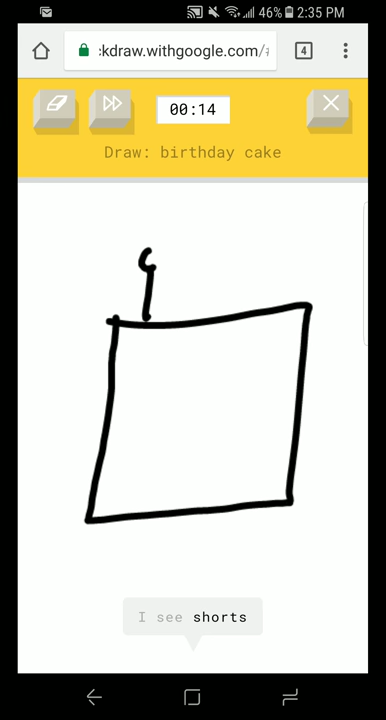 46% 2:35 PM
:kdraw.withgoogle.com/
4
00:14
Draw: birthday cake
I see shorts